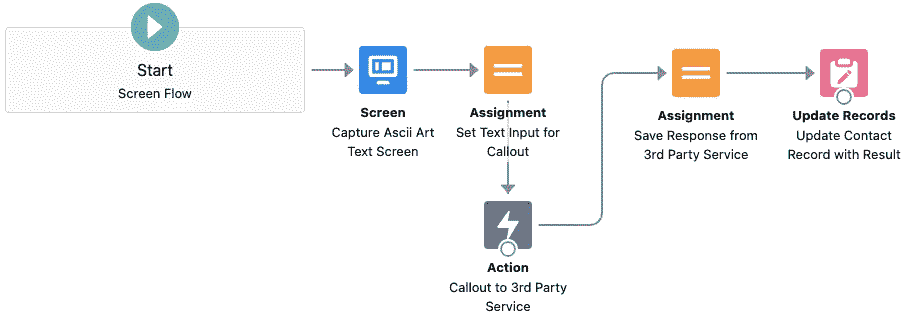 Start
Screen Flow
Screen
Capture Ascii Art
Text Screen
Assignment
Set Text Input for
Callout
Action
Callout to 3rd Party
Service
Assignment
Save Response from
3rd Party Service
Update Records
Update Contact
Record with Result